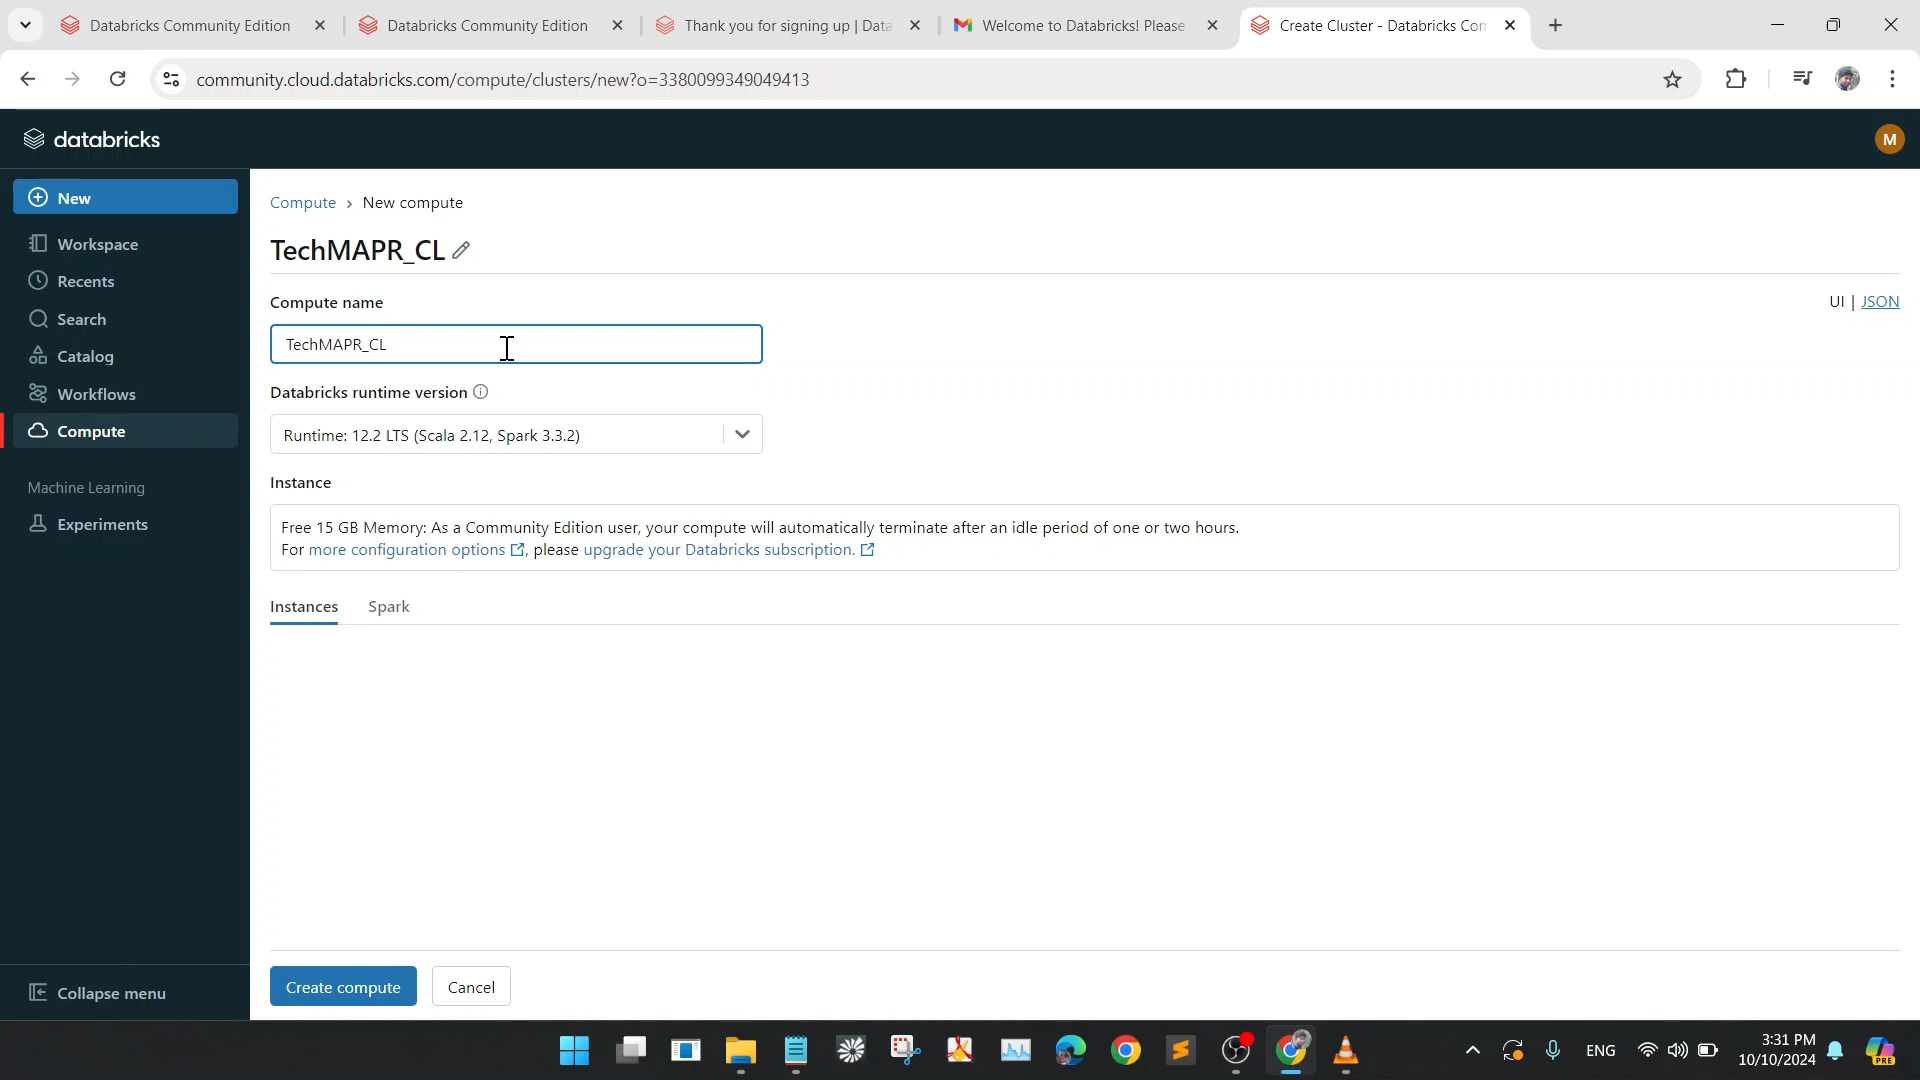 Databricks Community Edition
Databricks Community Edition
Thank you for signing up | Data
Welcome to Databricks! Please
Create Cluster - Databricks Com
community.cloud.databricks.com/compute/clusters/new?o=3380099349049413
databricks
M
New
Workspace
Recents
Search
Catalog
Workflows
Compute
Machine Learning
Experiments
Collapse menu
Compute › New compute
TechMAPR_CL
Compute name
UI | JSON
TechMAPR_CL
Databricks runtime version
Runtime: 12.2 LTS (Scala 2.12, Spark 3.3.2)
Instance
Free 15 GB Memory: As a Community Edition user, your compute will automatically terminate after an idle period of one or two hours.
For more configuration options, please upgrade your Databricks subscription.
Instances Spark
Create compute Cancel
ENG
3:31 PM
10/10/2024
PRE